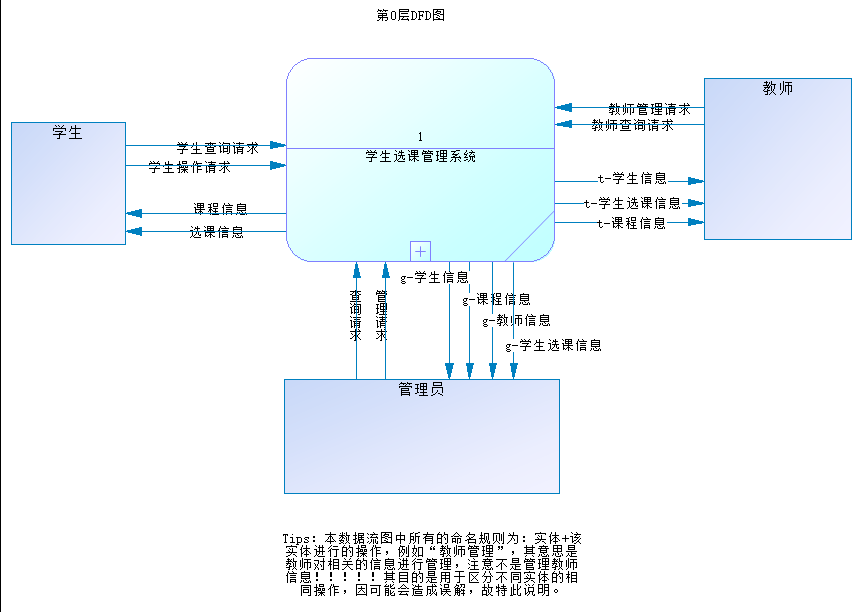 第0层DFD图
学生
1
学生选课管理系统
教师
学生查询请求
学生操作请求
课程信息
选课信息
教师管理请求
教师查询请求
t-学生信息
t-学生选课信息
t-课程信息
查询请求
管理请求
g-学生信息
g-课程信息
g-教师信息
g-学生选课信息
管理员
Tips：本数据流图中所有的命名规则为：实体+该
实体进行的操作，例如“教师管理”，其意思是
教师对相关的信息进行管理，注意不是管理教师
信息！！！！！其目的是用于区分不同实体的相
同操作，因可能会造成误解，故特此说明。